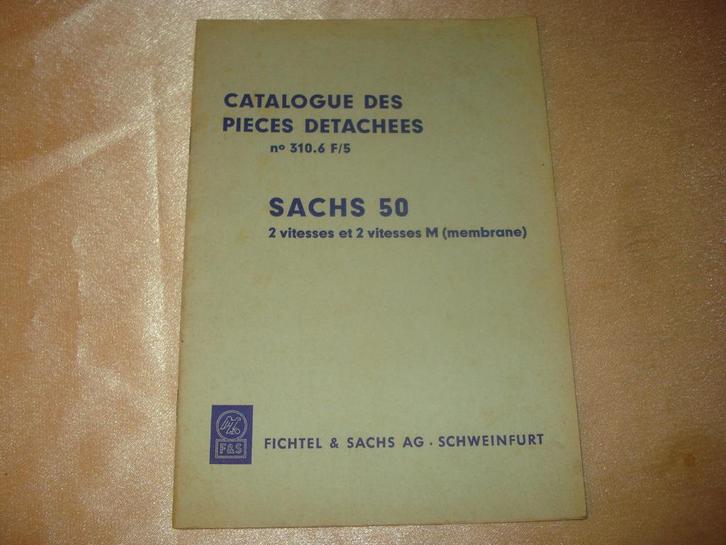 CATALOGUE DES
PIECES DETACHEES
nº 310.6 F/5
SACHS 50
2 vitesses et 2 vitesses M (membrane)
F&S
FICHTEL & SACHS AG · SCHWEINFURT